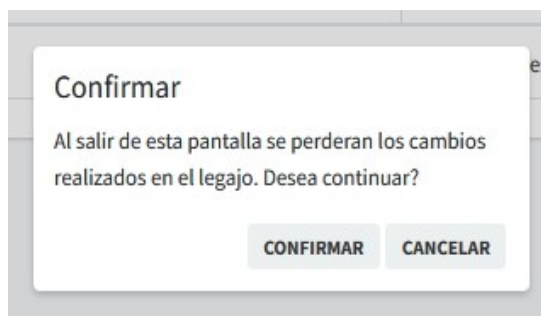 Confirmar
Al salir de esta pantalla se perderan los cambios
realizados en el legajo. Desea continuar?
CONFIRMAR CANCELAR